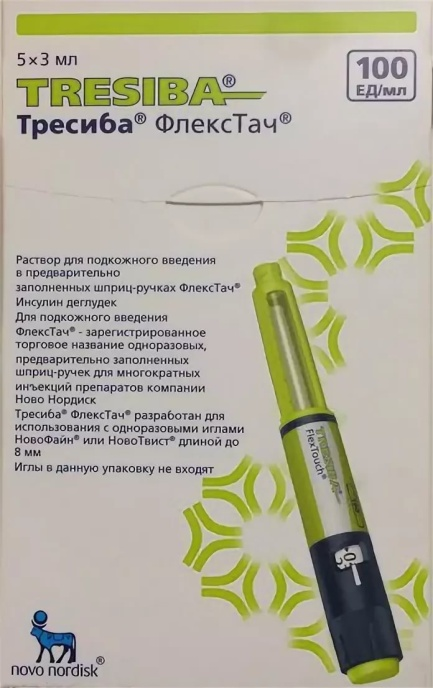 5×3 мл
TRESIBA®
100
ЕД/мл
Тресиба® ФлексТач®
Раствор для подкожного введения
в предварительно
заполненных шприц-ручках ФлексТач®
Инсулин деглудек
Для подкожного введения
ФлексТач® - зарегистрированное
торговое название одноразовых,
предварительно заполненных
шприц-ручек для многократных
инъекций препаратов компании
Ново Нордиск
Тресиба® ФлексТач® разработан для
использования с одноразовыми иглами
НовоФайн® или НовоТвист® длиной до
8 мм
Иглы в данную упаковку не входят
TRESIBA®
FlexTouch®
novo nordisk®